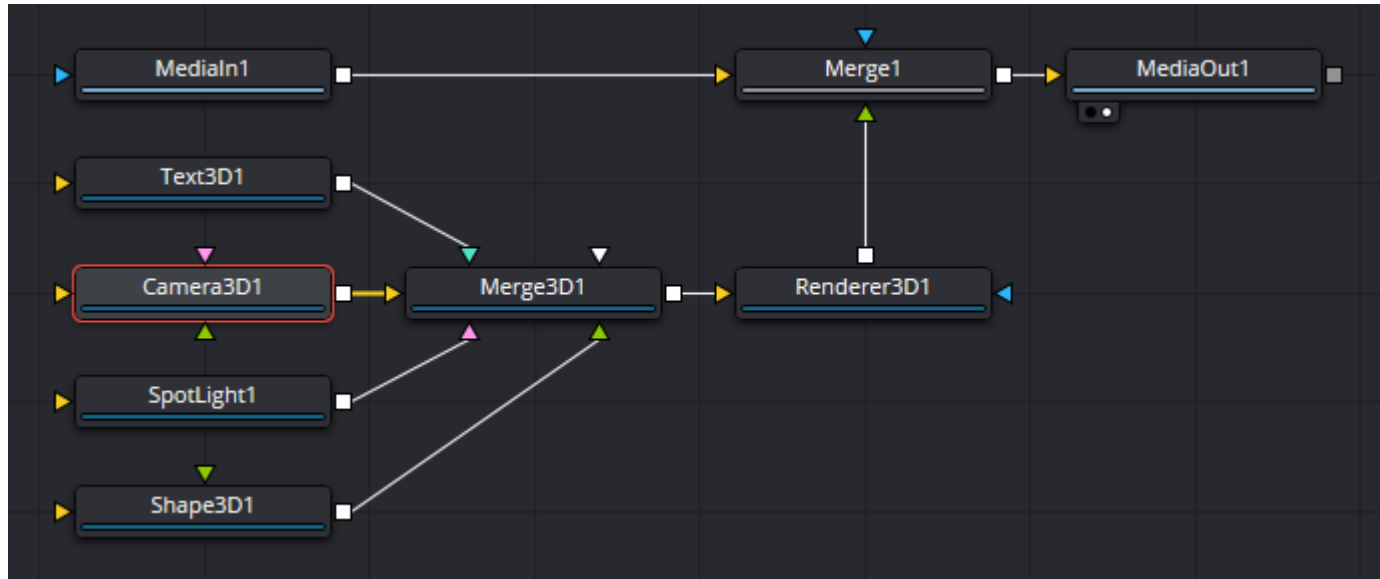 MediaIn1
Merge1
MediaOut1
Text3D1
Camera3D1
Merge3D1
Renderer3D1
SpotLight1
Shape3D1